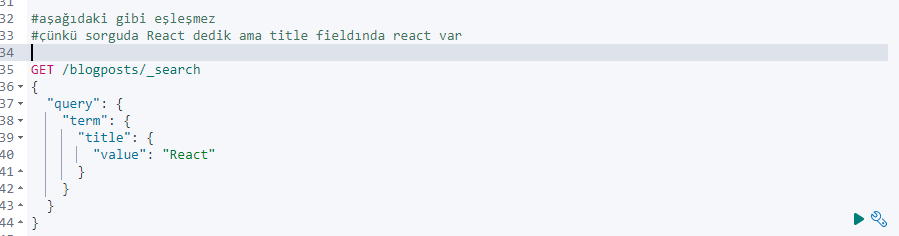 31
32 #aşağıdaki gibi eşleşmez
33 #çünkü sorguda React dedik ama title fieldında react var
34
35 GET /blogposts/_search
36 {
37 "query": {
38 "term": {
39 "title": {
40 "value": "React"
41 }
42 }
43 }
44 }